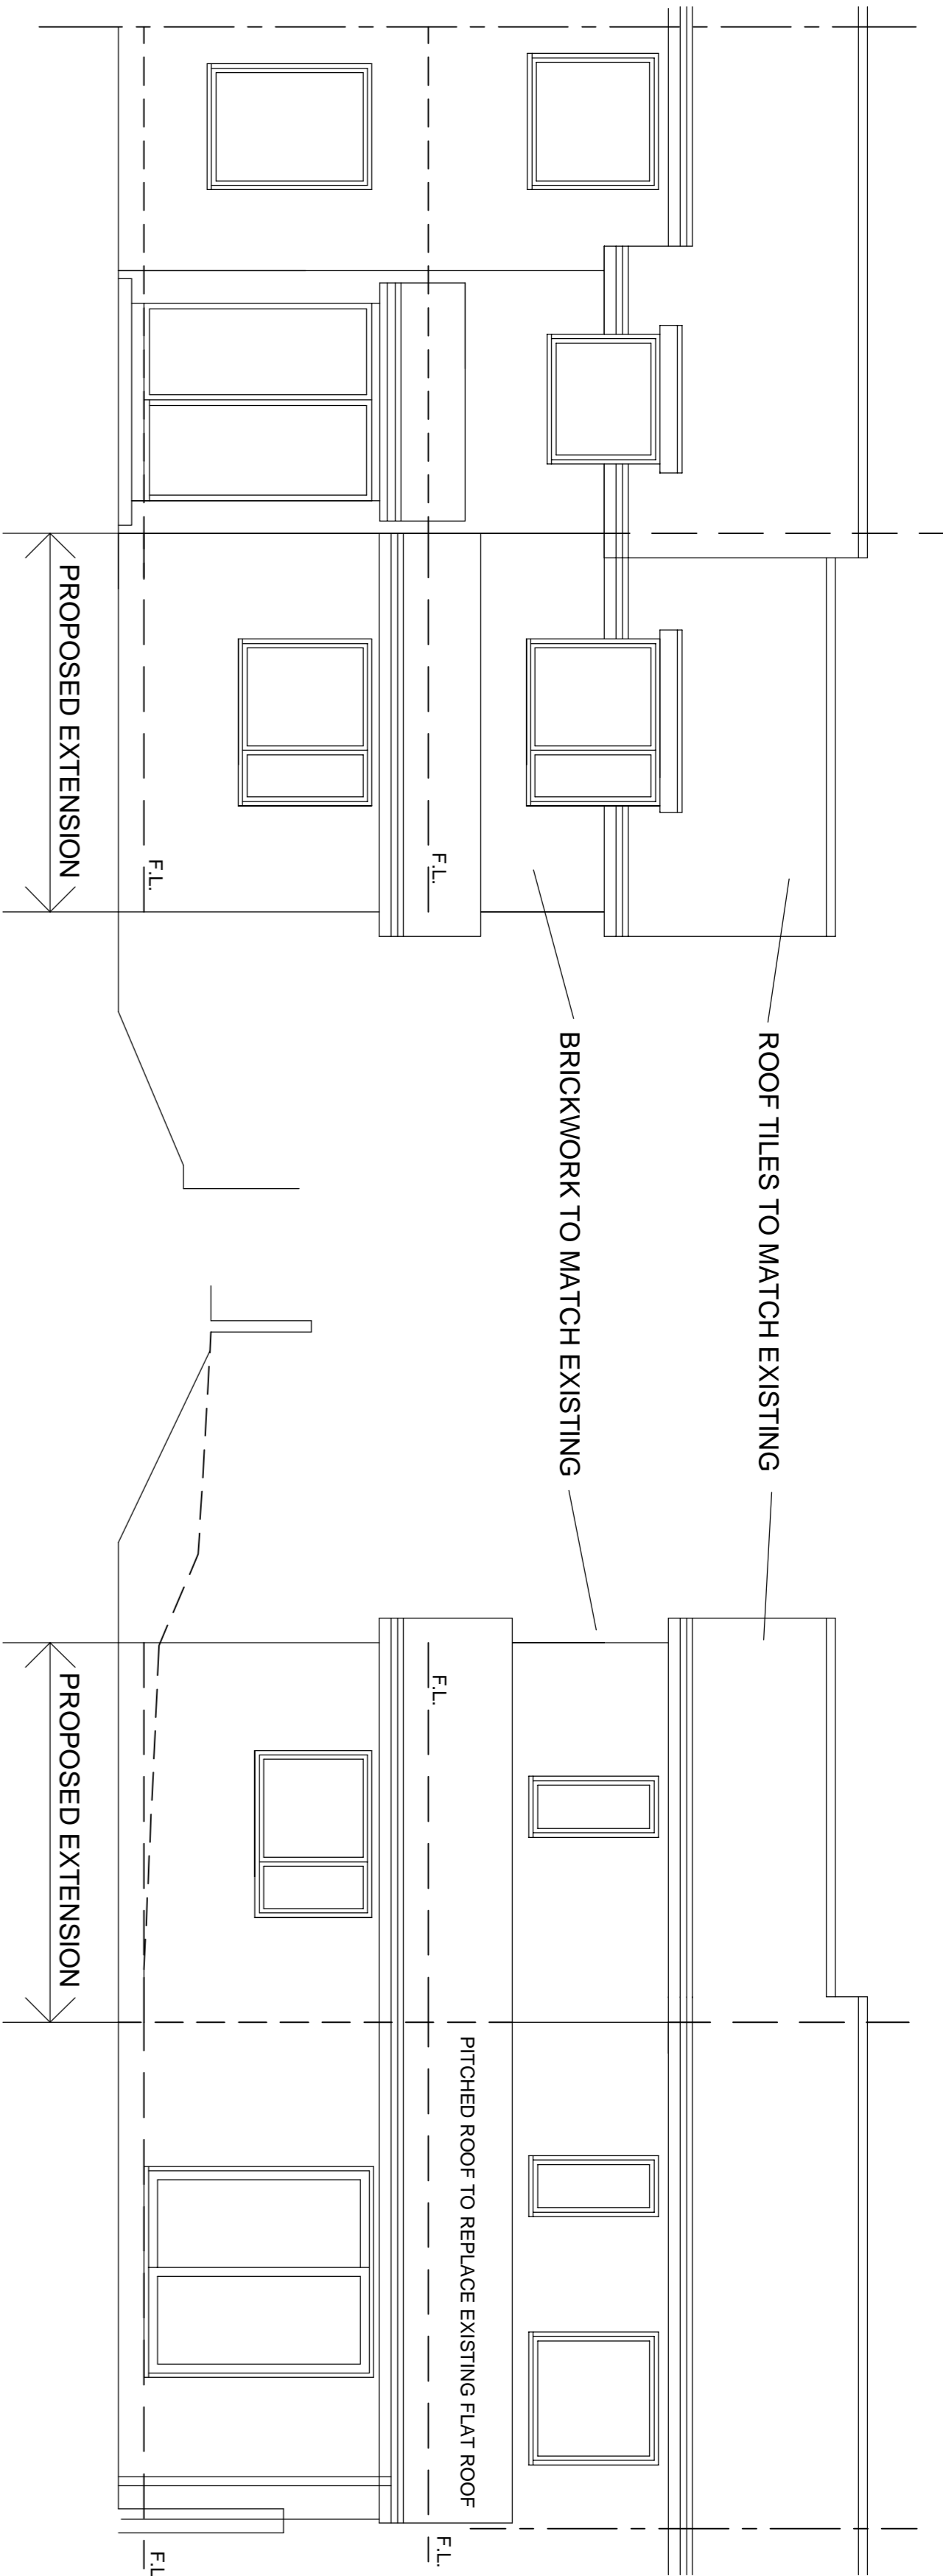 ROOF TILES TO MATCH EXISTING
BRICKWORK TO MATCH EXISTING
F.L.
F.L.
PROPOSED EXTENSION
F.L.
PITCHED ROOF TO REPLACE EXISTING FLAT ROOF
F.L.
F.L.
PROPOSED EXTENSION